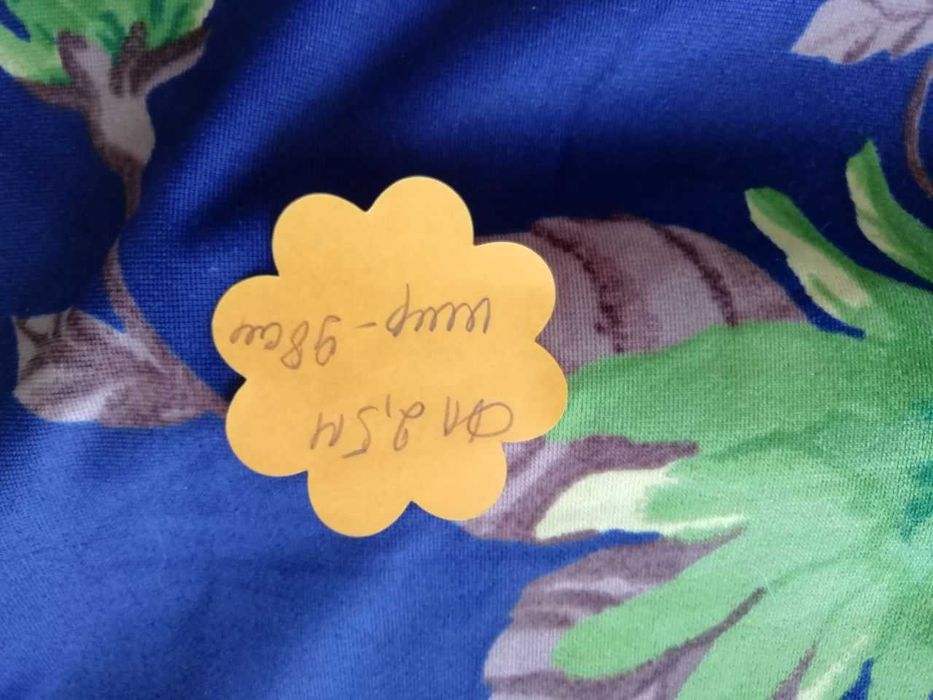 Дл 2,5м
шир - 98см